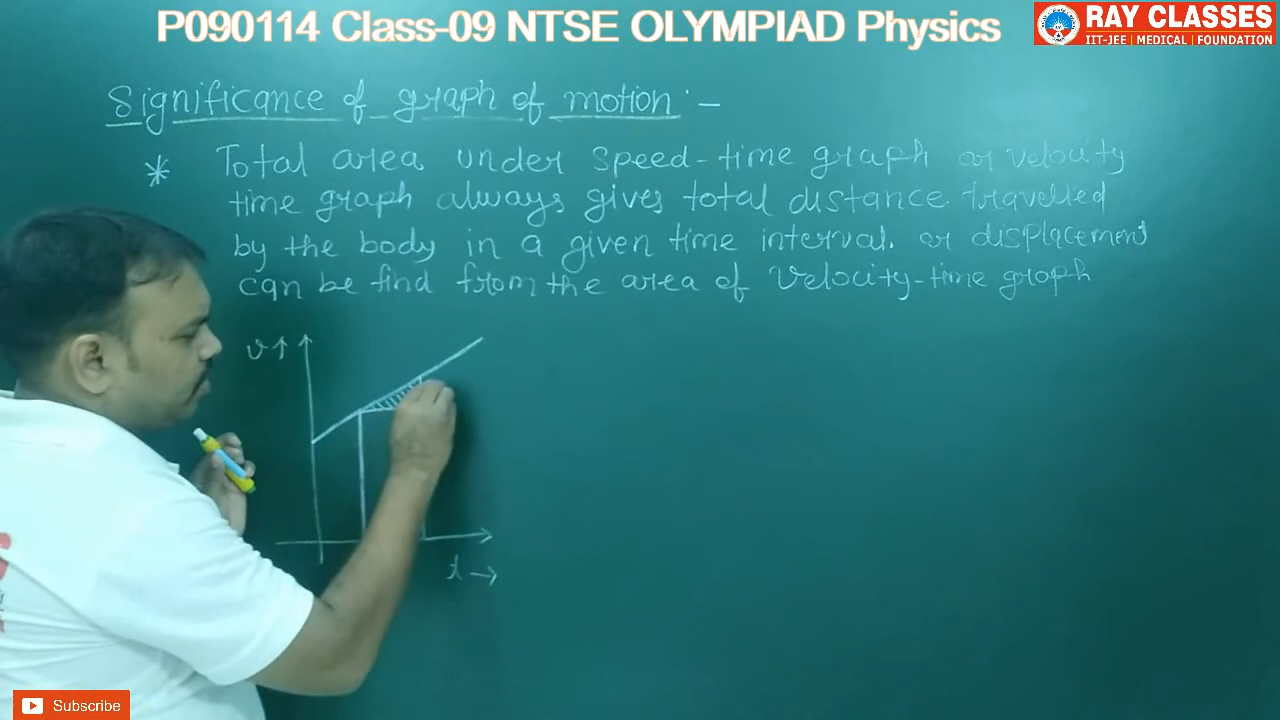 P090114 Class-09 NTSE OLYMPIAD Physics
RAY CLASSES
IIT-JEE | MEDICAL | FOUNDATION
Significance of graph of motion :-
* Total area under speed-time graph or velocity
time graph always gives total distance travelled
by the body in a given time interval. or displacement
can be find from the area of velocity-time graph
v↑
t→
Subscribe